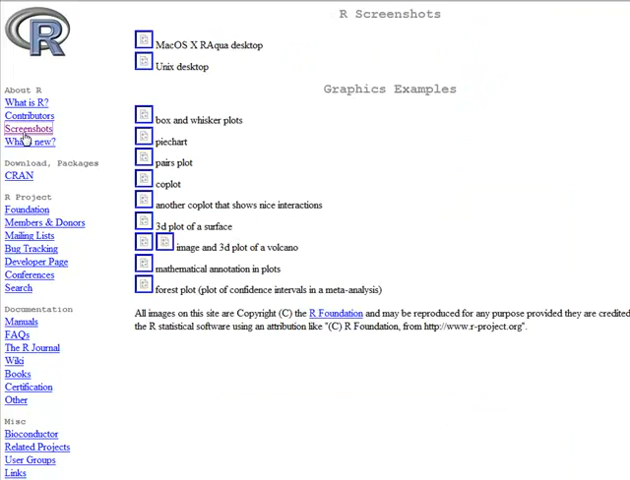 R
About R
What is R?
Contributors
Screenshots
What's new?
Download, Packages
CRAN
R Project
Foundation
Members & Donors
Mailing Lists
Bug Tracking
Developer Page
Conferences
Search
Documentation
Manuals
FAQs
The R Journal
Wiki
Books
Certification
Other
Misc
Bioconductor
Related Projects
User Groups
Links
R Screenshots
MacOS X RAqua desktop
Unix desktop
Graphics Examples
box and whisker plots
piechart
pairs plot
coplot
another coplot that shows nice interactions
3d plot of a surface
image and 3d plot of a volcano
mathematical annotation in plots
forest plot (plot of confidence intervals in a meta-analysis)
All images on this site are Copyright (C) the R Foundation and may be reproduced for any purpose provided they are credited
the R statistical software using an attribution like "(C) R Foundation, from http://www.r-project.org".